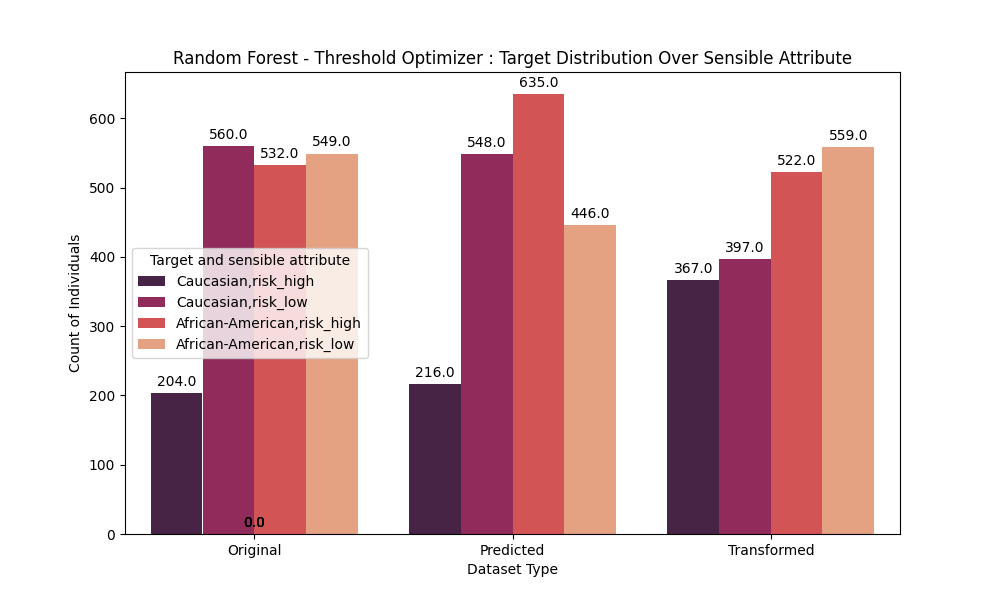 Random Forest - Threshold Optimizer : Target Distribution Over Sensible Attribute
Count of Individuals
600
500
400
300
200
100
0
204.0
560.0
532.0
549.0
0.0
216.0
548.0
635.0
446.0
367.0
397.0
522.0
559.0
Target and sensible attribute
Caucasian,risk_high
Caucasian,risk_low
African-American,risk_high
African-American,risk_low
Original
Predicted
Transformed
Dataset Type